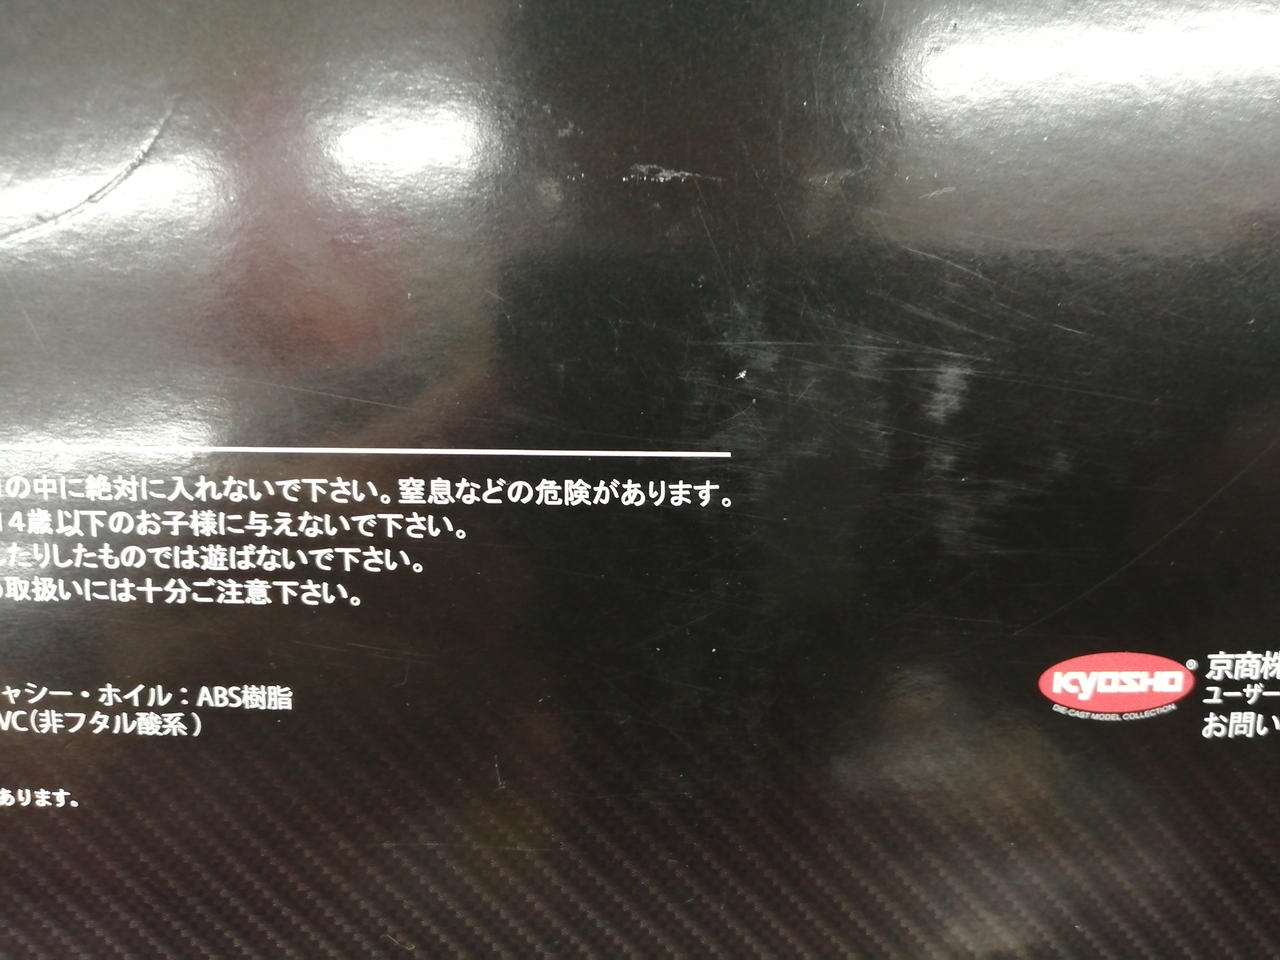 の中に絶対に入れないで下さい。窒息などの危険があります。
14歳以下のお子様に与えないで下さい。
たりしたものでは遊ばないで下さい。
取扱いには十分ご注意下さい。
ャシー・ホイル：ABS樹脂
VC(非フタル酸系)
あります。
KYOSHO®
DIE-CAST MODEL COLLECTION
京商株
ユーザー
お問い